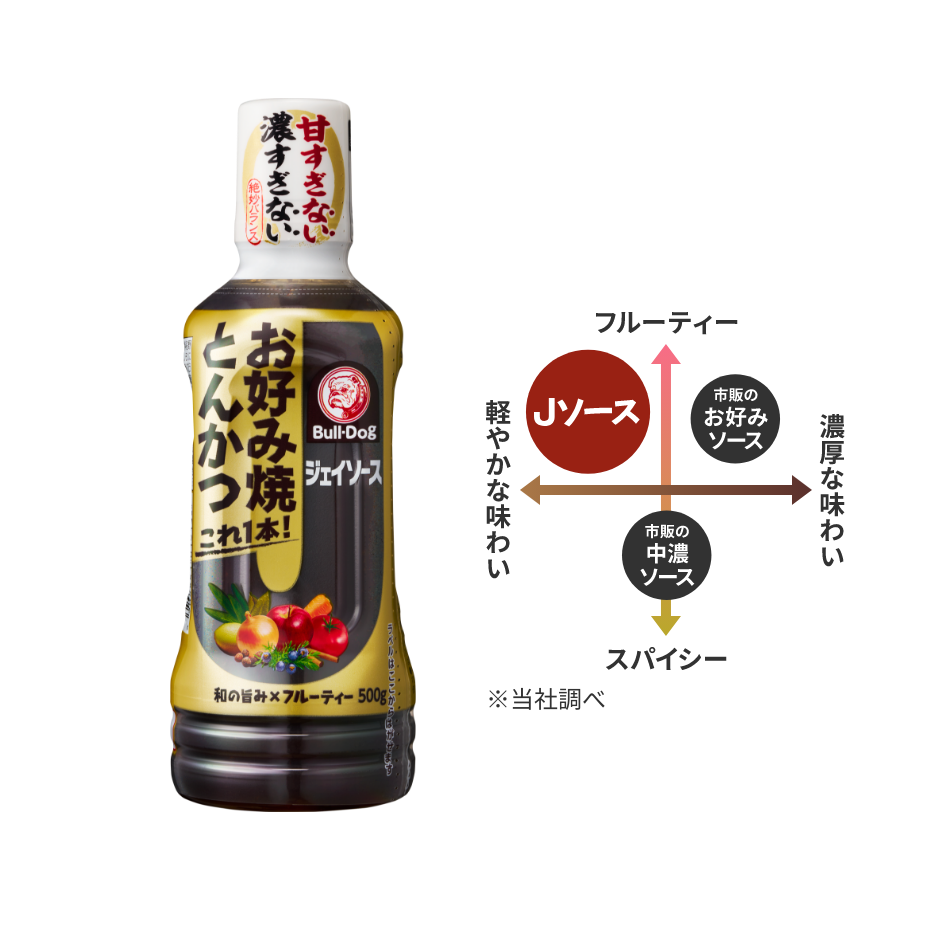 甘すぎない
濃すぎない
絶妙バランス
お好み焼
とんかつ
これ1本!
Bull-Dog
ジェイソース
和の旨み×フルーティー 500g
フルーティー
軽やかな味わい
Jソース
市販の
お好み
ソース
濃厚な味わい
市販の
中濃
ソース
スパイシー
※当社調べ